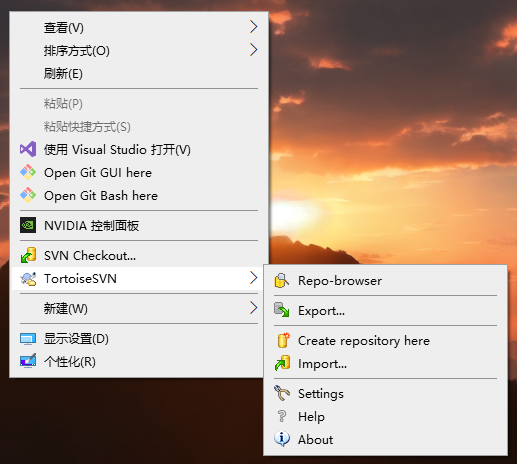 查看(V)
排序方式(O)
刷新(E)
粘贴(P)
粘贴快捷方式(S)
使用 Visual Studio 打开(V)
Open Git GUI here
Open Git Bash here
NVIDIA 控制面板
SVN Checkout...
TortoiseSVN
新建(W)
显示设置(D)
个性化(R)
Repo-browser
Export...
Create repository here
Import...
Settings
Help
About